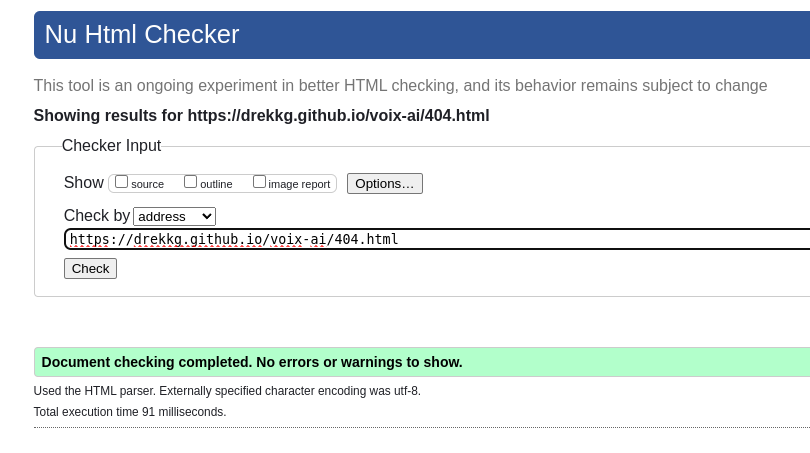 Nu Html Checker
This tool is an ongoing experiment in better HTML checking, and its behavior remains subject to change
Showing results for https://drekkg.github.io/voix-ai/404.html
Checker Input
Show source outline image report Options...
Check by address
https://drekkg.github.io/voix-ai/404.html
Check
Document checking completed. No errors or warnings to show.
Used the HTML parser. Externally specified character encoding was utf-8.
Total execution time 91 milliseconds.